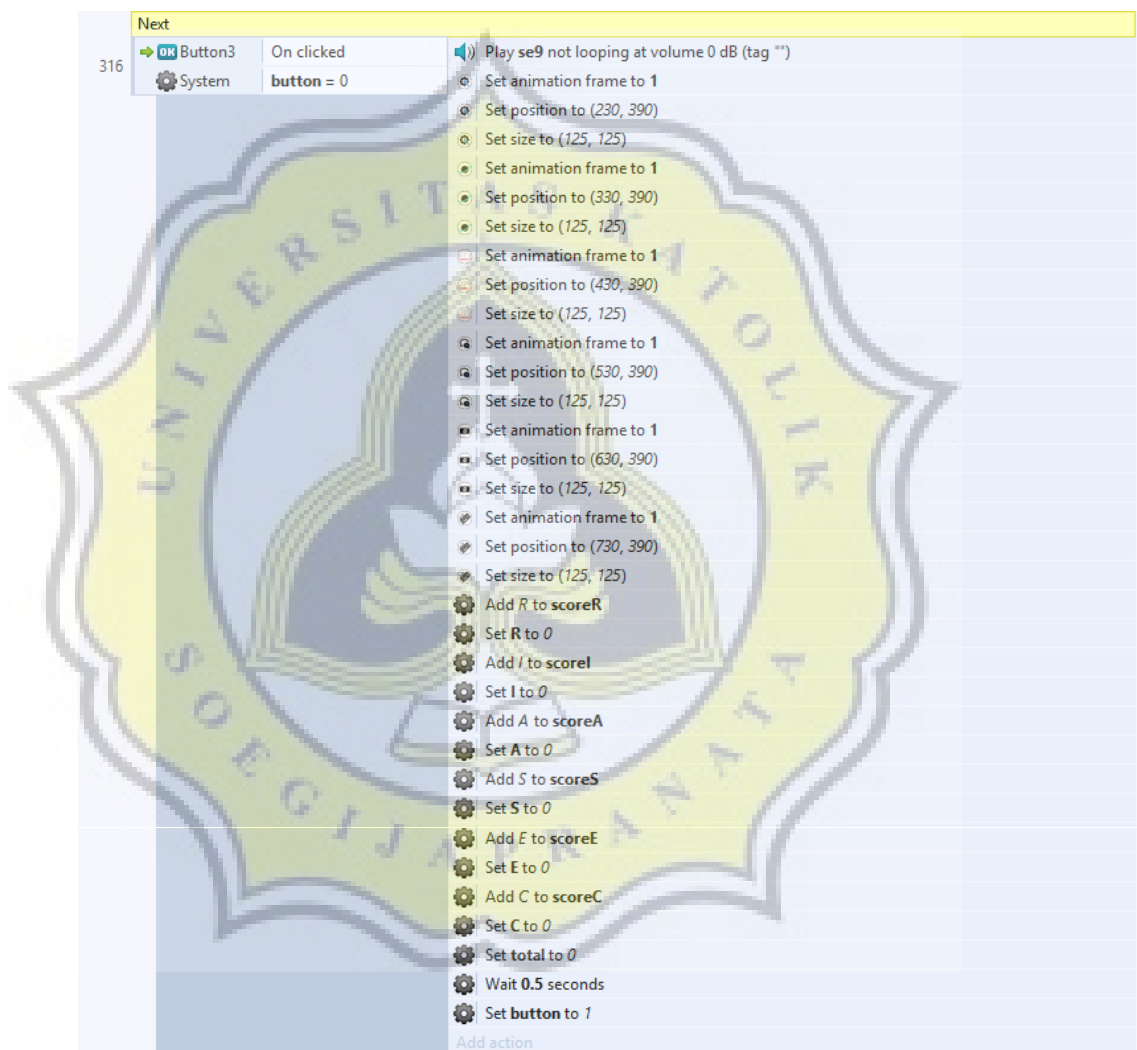 Next
316
Button3 On clicked Play se9 not looping at volume 0 dB (tag "")
System button = 0 Set animation frame to 1
Set position to (230, 390)
Set size to (125, 125)
Set animation frame to 1
Set position to (330, 390)
Set size to (125, 125)
Set animation frame to 1
Set position to (430, 390)
Set size to (125, 125)
Set animation frame to 1
Set position to (530, 390)
Set size to (125, 125)
Set animation frame to 1
Set position to (630, 390)
Set size to (125, 125)
Set animation frame to 1
Set position to (730, 390)
Set size to (125, 125)
Add R to scoreR
Set R to 0
Add I to scoreI
Set I to 0
Add A to scoreA
Set A to 0
Add S to scoreS
Set S to 0
Add E to scoreE
Set E to 0
Add C to scoreC
Set C to 0
Set total to 0
Wait 0.5 seconds
Set button to 1
Add action
UNIVERSITAS KATOLIK
SOEGIJAPRANATA